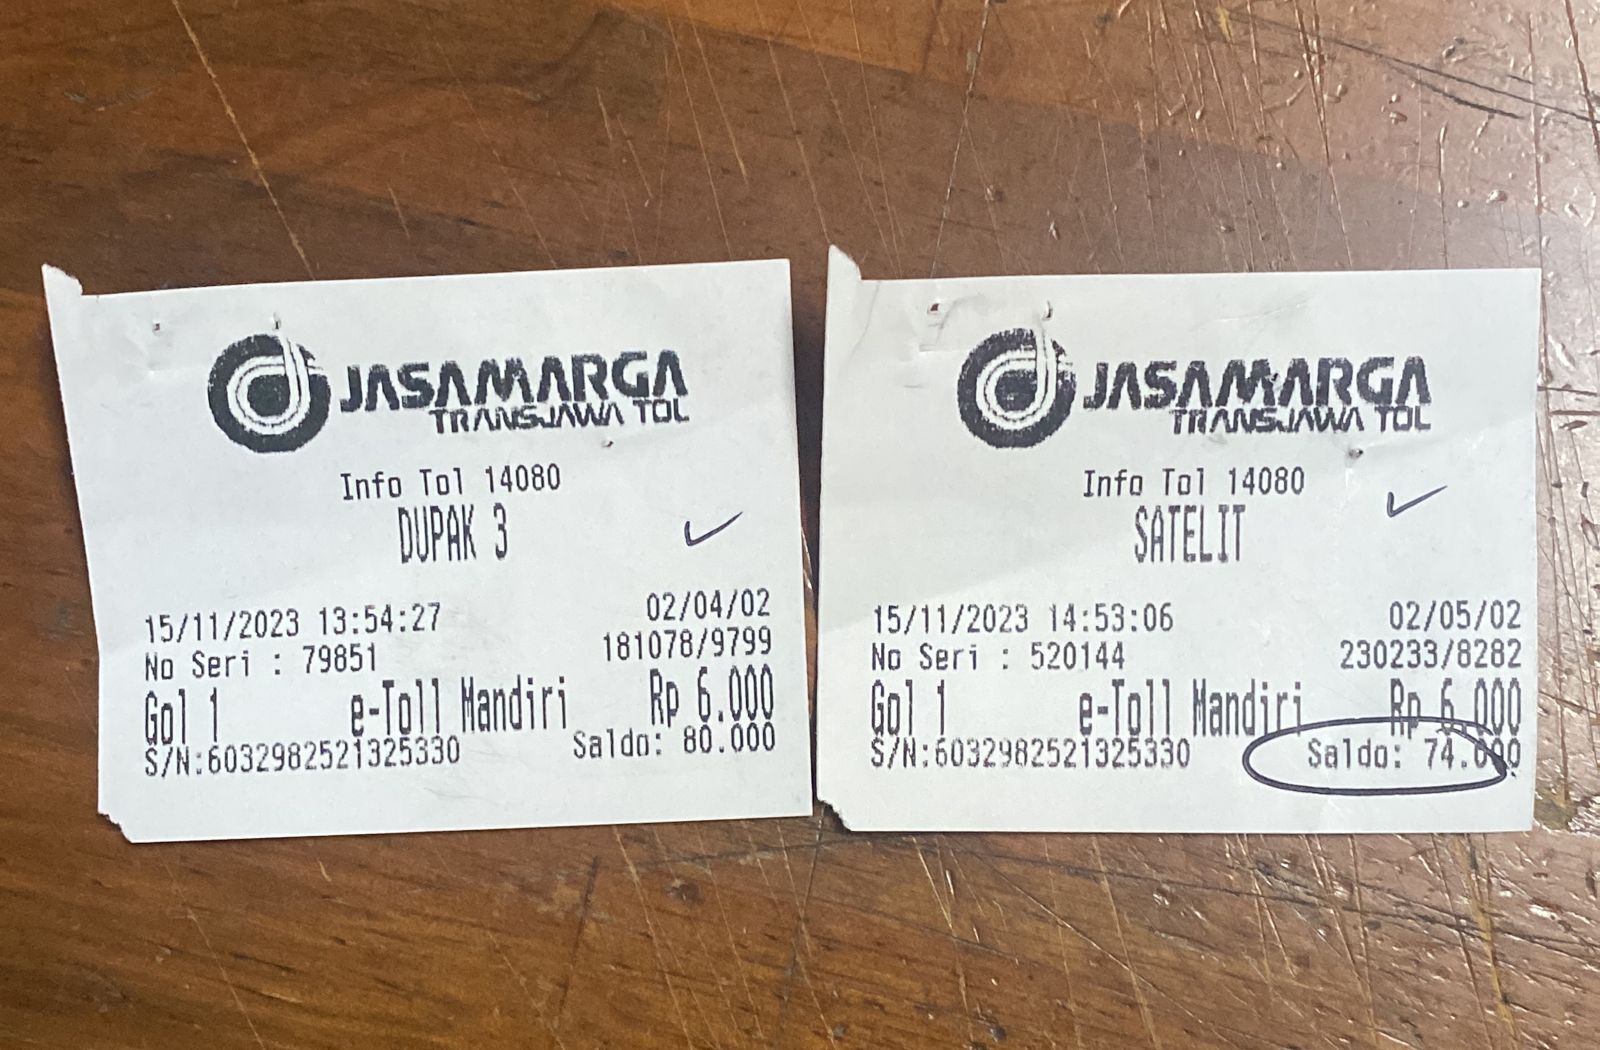 JASAMARGA
TRANSJAWA TOL
Info Tol 14080
DUPAK 3
15/11/2023 13:54:27 02/04/02
No Seri : 79851 181078/9799
Gol 1 e-Toll Mandiri Rp 6.000
S/N:6032982521325330 Saldo: 80.000
JASAMARGA
TRANSJAWA TOL
Info Tol 14080
SATELIT
15/11/2023 14:53:06 02/05/02
No Seri : 520144 230233/8282
Gol 1 e-Toll Mandiri Rp 6.000
S/N:6032982521325330 Saldo: 74.000